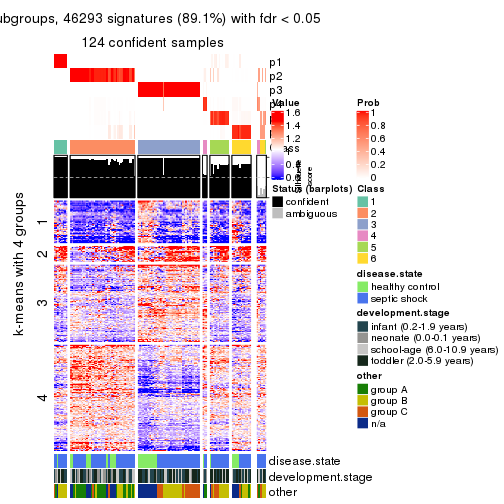 ubgroups, 46293 signatures (89.1%) with fdr < 0.05
124 confident samples
p1
p2
p3
Value
1.6
1.4
1.2
1
0.8
Prob
1
0.8
0.6
0.4
0.2
0
Status (barplots)
confident
ambiguous
Class
1
2
3
4
5
6
disease.state
healthy control
septic shock
development.stage
infant (0.2-1.9 years)
neonate (0.0-0.1 years)
school-age (6.0-10.9 years)
toddler (2.0-5.9 years)
other
group A
group B
group C
n/a
k-means with 4 groups
1
2
3
4
disease.state
development.stage
other